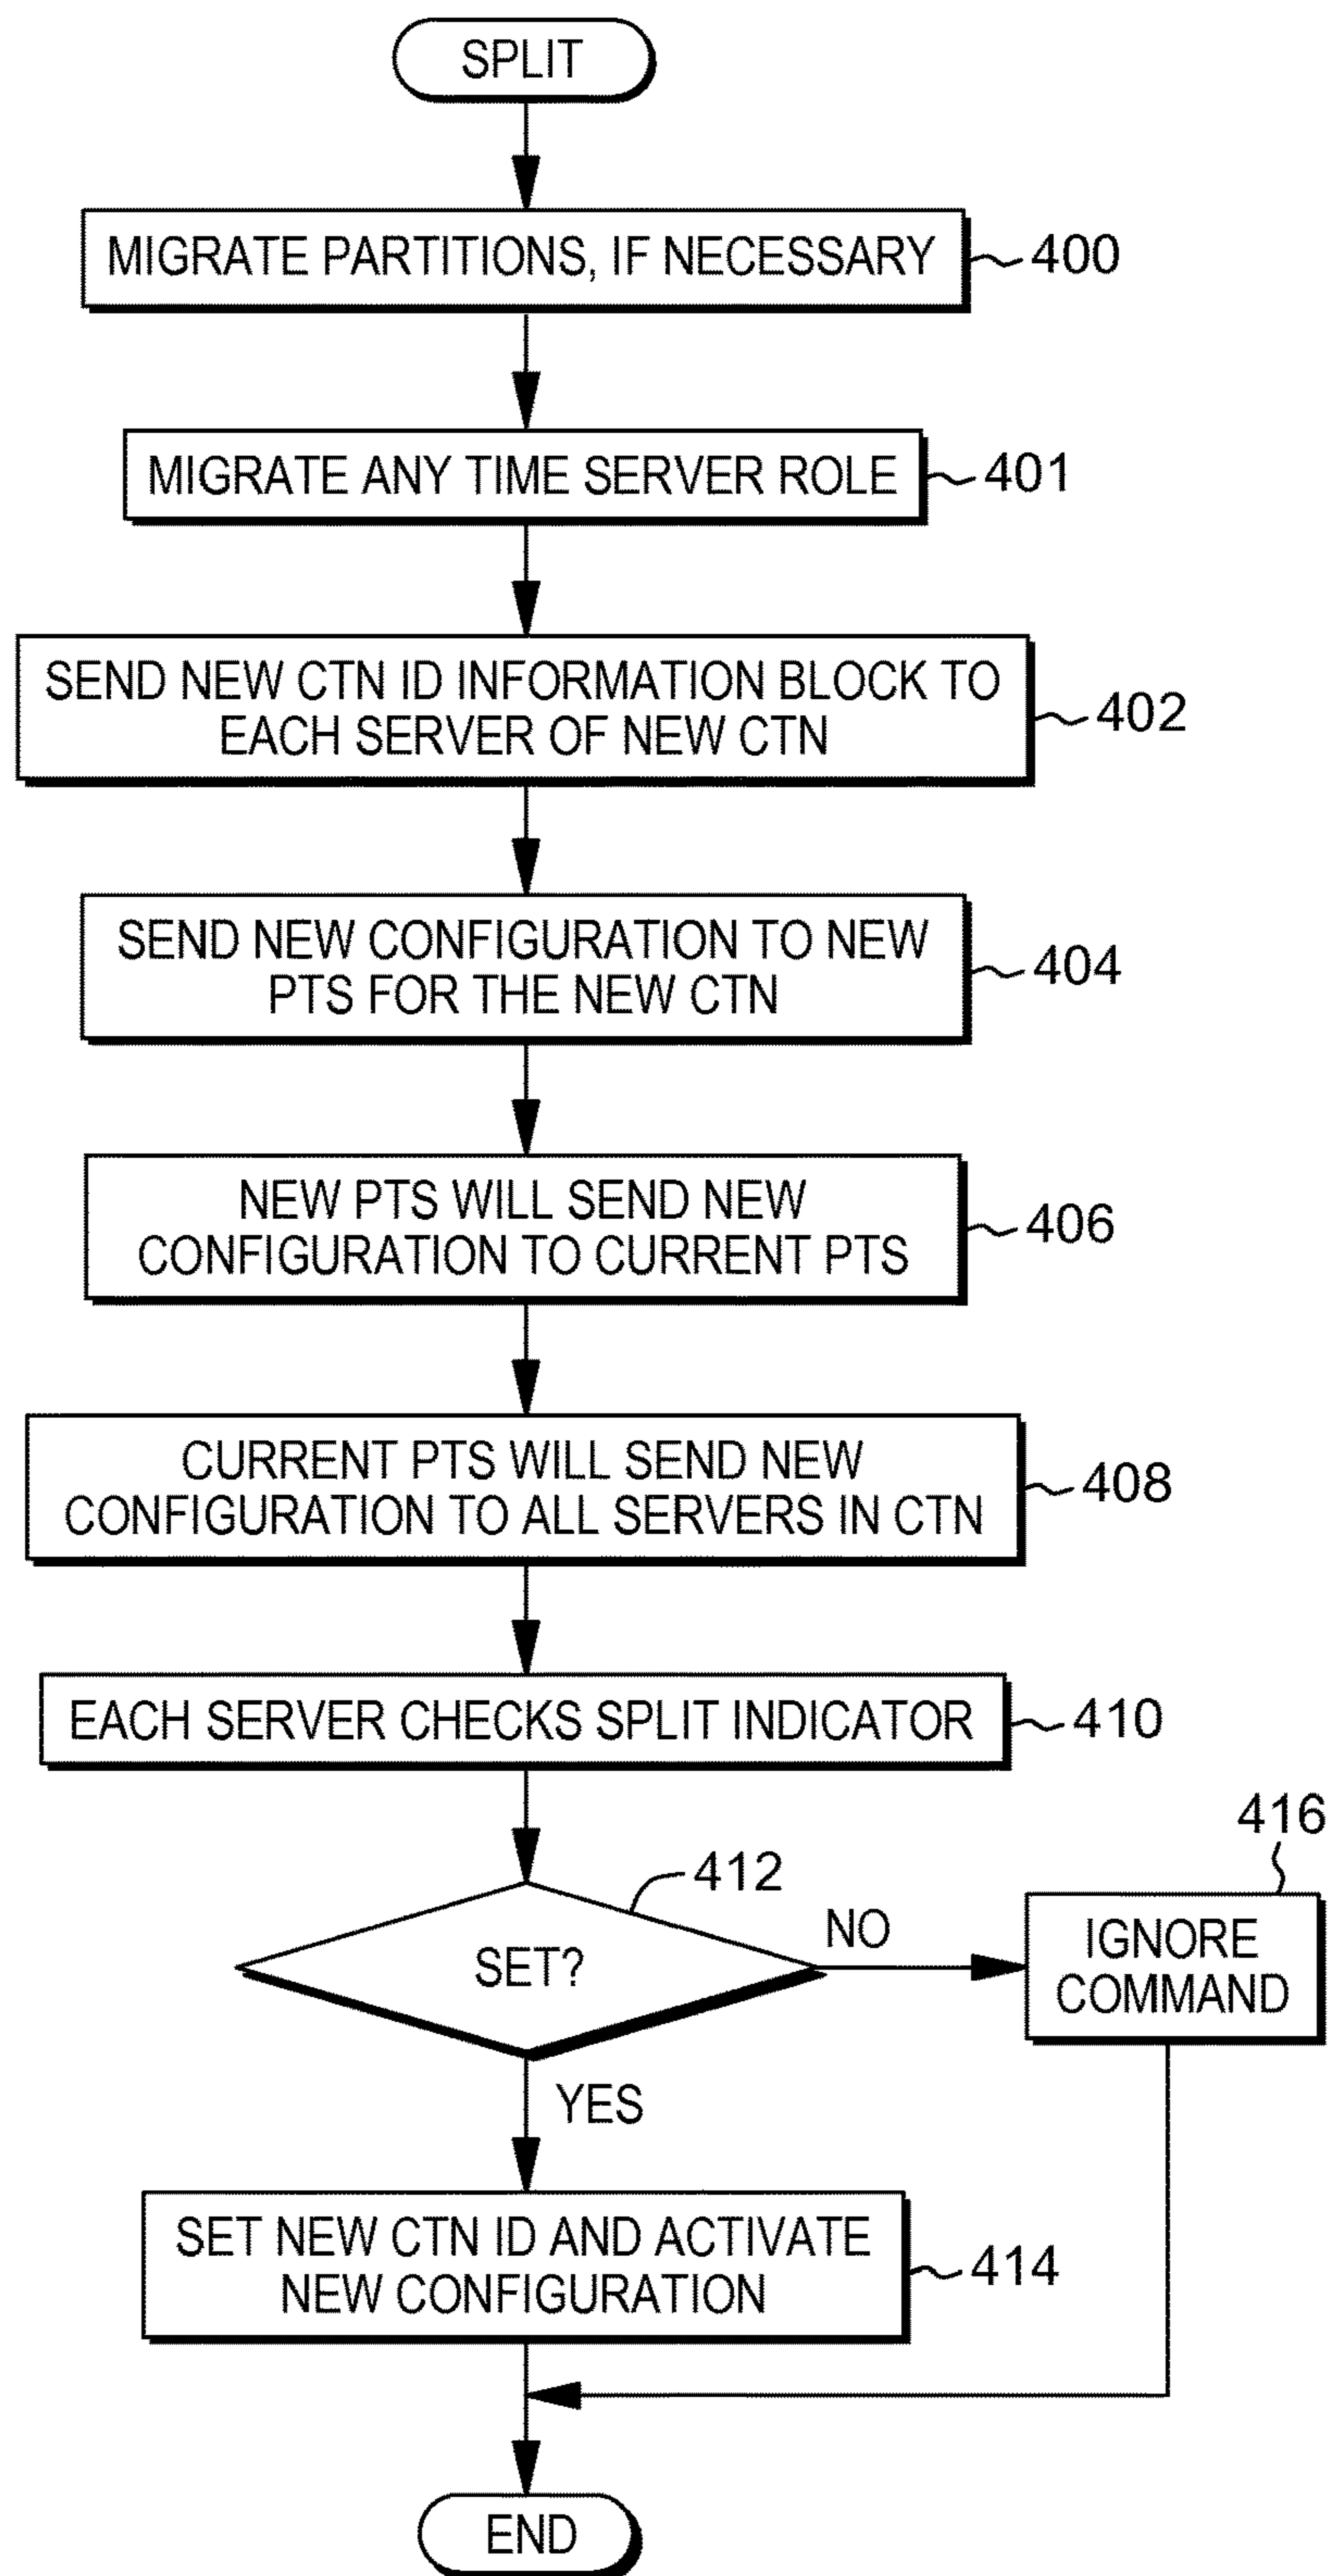 SPLIT
MIGRATE PARTITIONS, IF NECESSARY
400
MIGRATE ANY TIME SERVER ROLE
401
SEND NEW CTN ID INFORMATION BLOCK TO
EACH SERVER OF NEW CTN
402
SEND NEW CONFIGURATION TO NEW
PTS FOR THE NEW CTN
404
NEW PTS WILL SEND NEW
CONFIGURATION TO CURRENT PTS
406
CURRENT PTS WILL SEND NEW
CONFIGURATION TO ALL SERVERS IN CTN
408
EACH SERVER CHECKS SPLIT INDICATOR
410
412
SET?
NO
416
IGNORE
COMMAND
YES
SET NEW CTN ID AND ACTIVATE
NEW CONFIGURATION
414
END